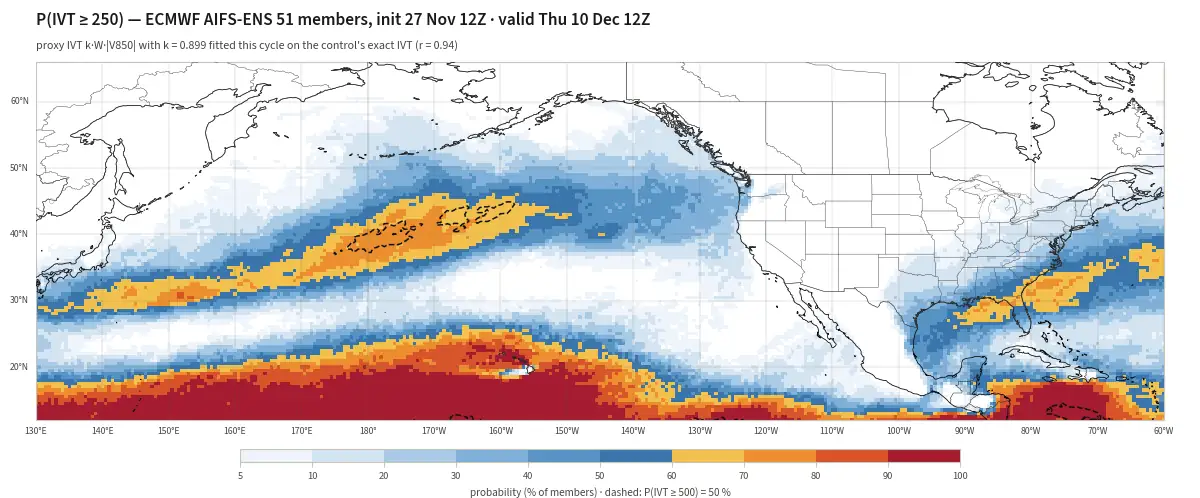 P(IVT ≥ 250) — ECMWF AIFS-ENS 51 members, init 27 Nov 12Z · valid Thu 10 Dec 12Z
proxy IVT k·W·|V850| with k = 0.899 fitted this cycle on the control's exact IVT (r = 0.94)
60°N
50°N
40°N
30°N
20°N
130°E 140°E 150°E 160°E 170°E 180° 170°W 160°W 150°W 140°W 130°W 120°W 110°W 100°W 90°W 80°W 70°W 60°W
5 10 20 30 40 50 60 70 80 90 100
probability (% of members) · dashed: P(IVT ≥ 500) = 50 %